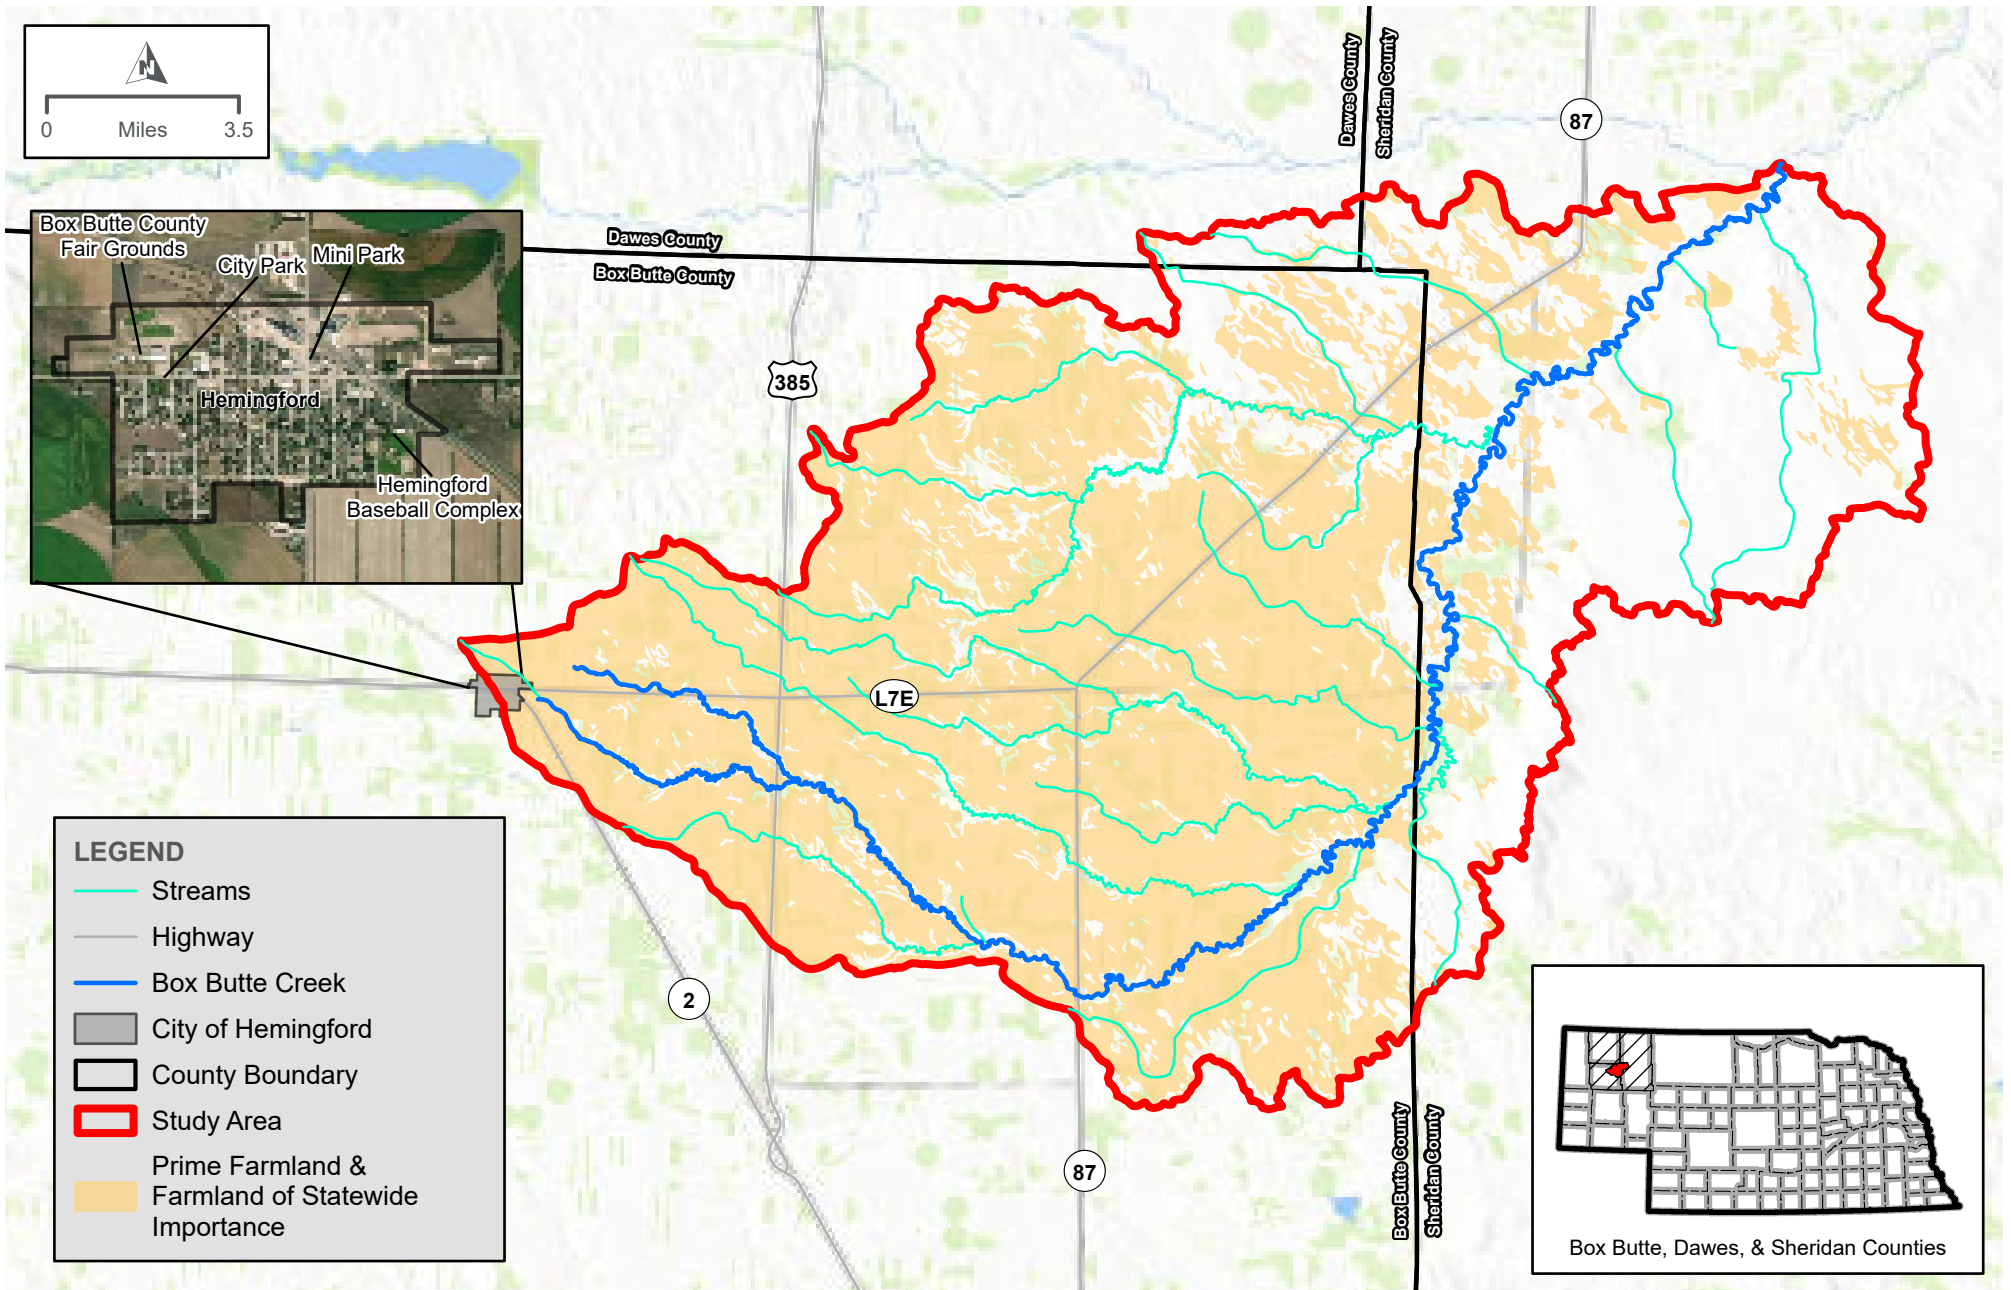 N
0 Miles 3.5
Dawes County
Sheridan County
87
Box Butte County
Fair Grounds
City Park
Mini Park
Hemingford
Hemingford
Baseball Complex
Dawes County
Box Butte County
385
L7E
2
87
Box Butte County
Sheridan County
LEGEND
Streams
Highway
Box Butte Creek
City of Hemingford
County Boundary
Study Area
Prime Farmland &
Farmland of Statewide
Importance
Box Butte, Dawes, & Sheridan Counties